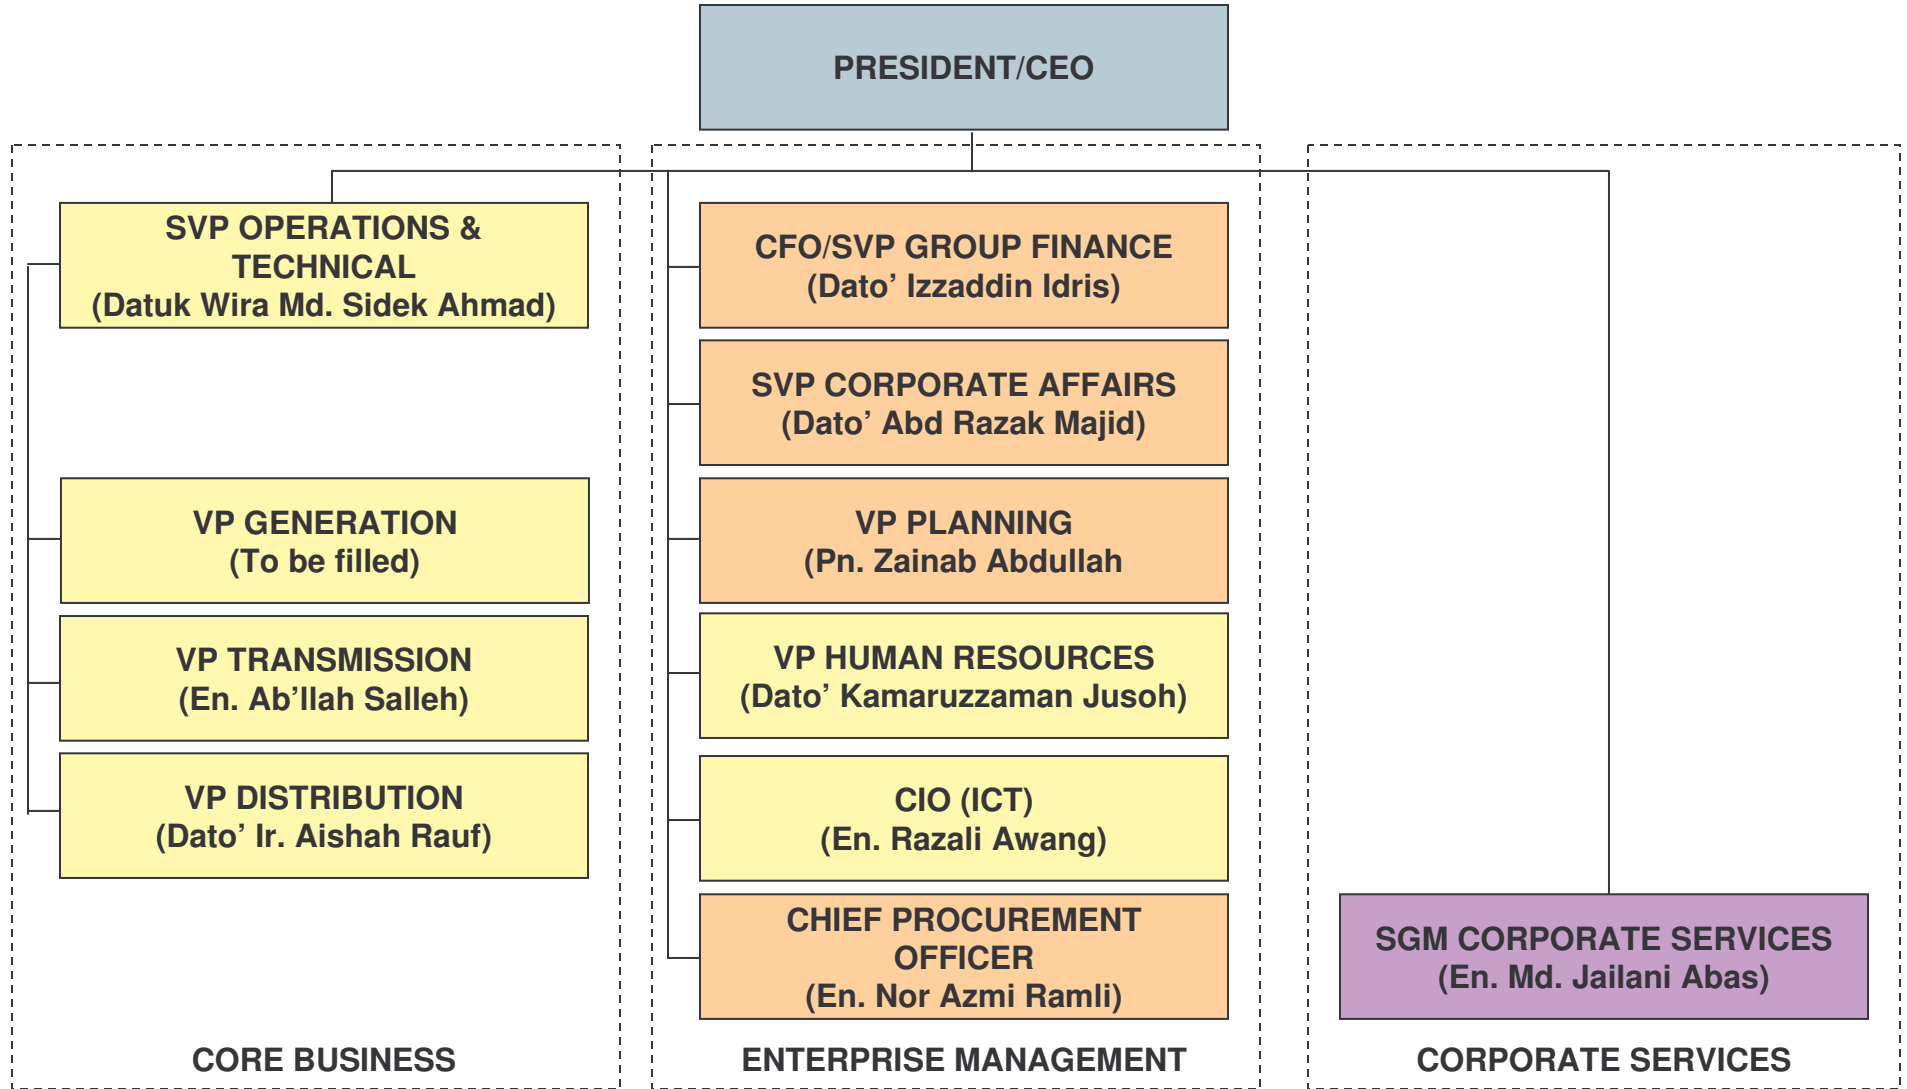 PRESIDENT/CEO
SVP OPERATIONS &
TECHNICAL
(Datuk Wira Md. Sidek Ahmad)
VP GENERATION
(To be filled)
VP TRANSMISSION
(En. Ab’llah Salleh)
VP DISTRIBUTION
(Dato’ Ir. Aishah Rauf)
CORE BUSINESS
CFO/SVP GROUP FINANCE
(Dato’ Izzaddin Idris)
SVP CORPORATE AFFAIRS
(Dato’ Abd Razak Majid)
VP PLANNING
(Pn. Zainab Abdullah
VP HUMAN RESOURCES
(Dato’ Kamaruzzaman Jusoh)
CIO (ICT)
(En. Razali Awang)
CHIEF PROCUREMENT
OFFICER
(En. Nor Azmi Ramli)
ENTERPRISE MANAGEMENT
SGM CORPORATE SERVICES
(En. Md. Jailani Abas)
CORPORATE SERVICES